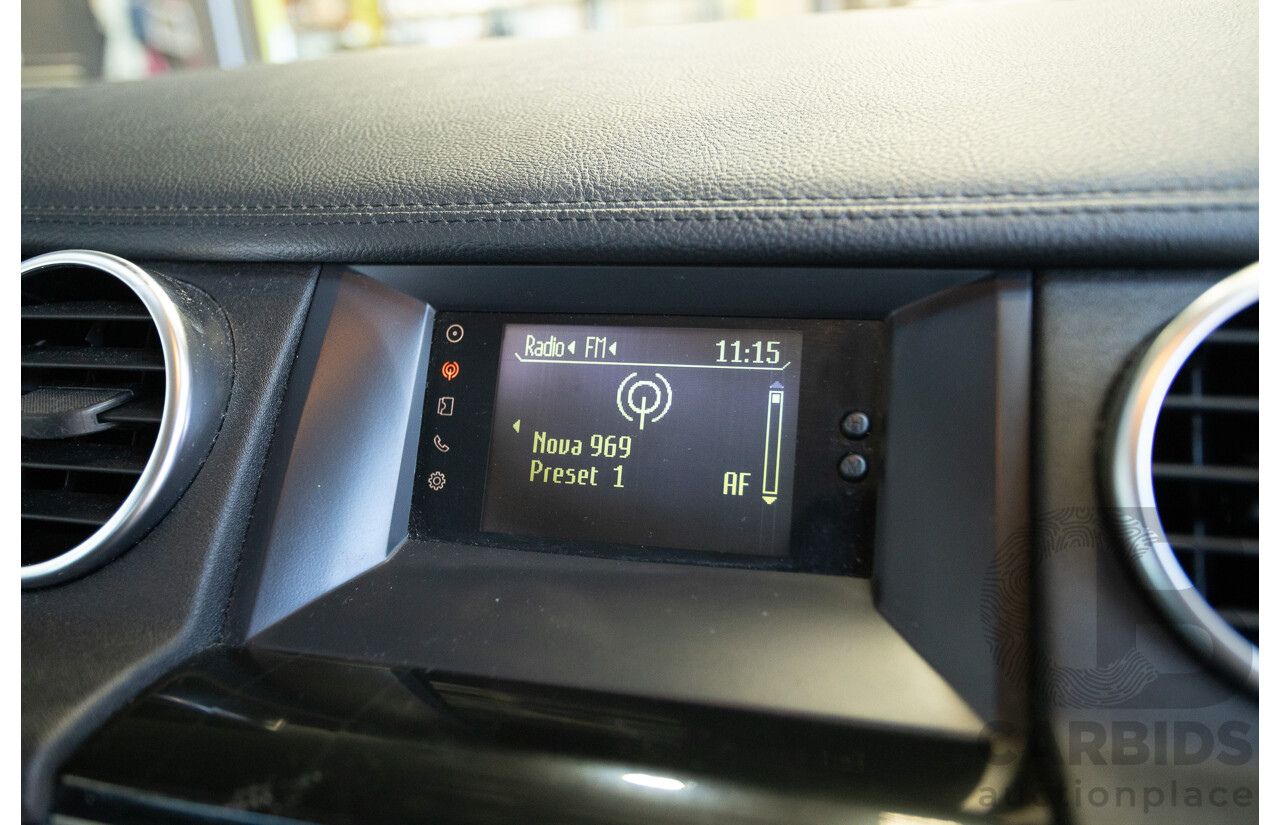 Radio FM 11:15
Nova 969
Preset 1
AF
CARBIDS
auctionplace